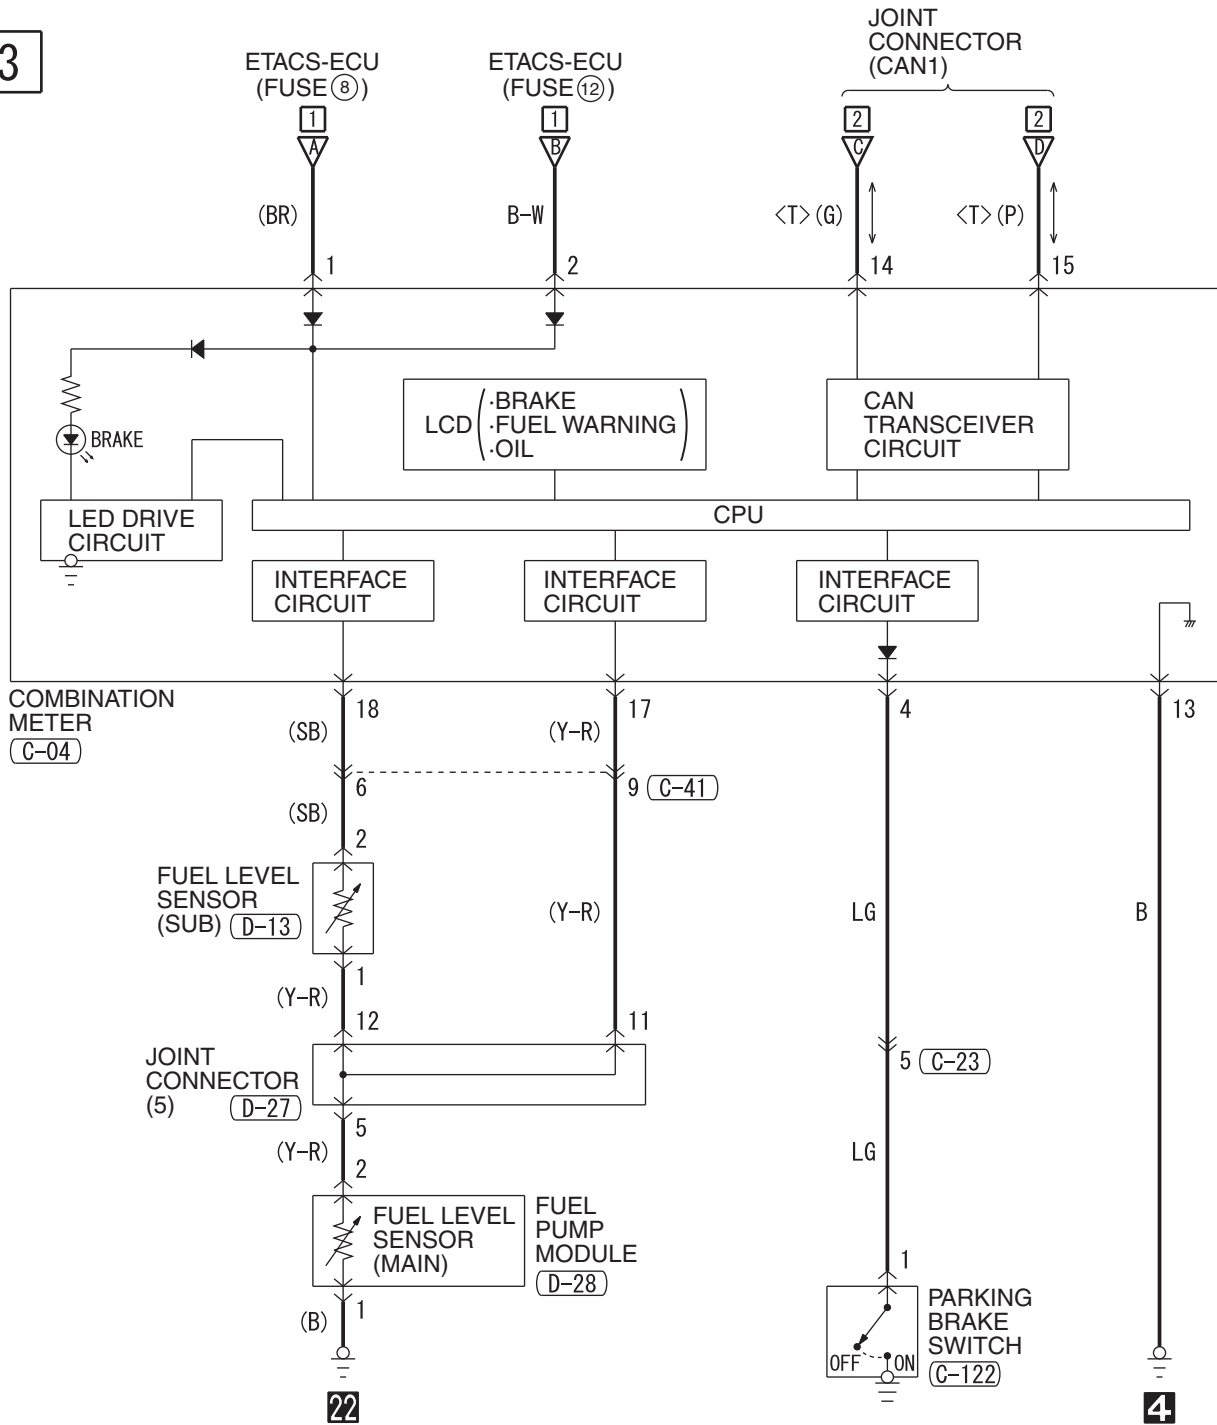 3
ETACS-ECU
(FUSE 8)
ETACS-ECU
(FUSE 12)
JOINT
CONNECTOR
(CAN1)
1
1
2
2
A
B
C
D
(BR)
B-W
<T>(G)
<T>(P)
1
2
14
15
BRAKE
LCD
·BRAKE
·FUEL WARNING
·OIL
CAN
TRANSCEIVER
CIRCUIT
LED DRIVE
CIRCUIT
CPU
INTERFACE
CIRCUIT
INTERFACE
CIRCUIT
INTERFACE
CIRCUIT
COMBINATION
METER
C-04
18
17
4
13
(SB)
(Y-R)
6
9
C-41
(SB)
2
FUEL LEVEL
SENSOR
(SUB)
D-13
(Y-R)
LG
B
1
(Y-R)
12
11
JOINT
CONNECTOR
(5)
D-27
5
C-23
5
(Y-R)
LG
2
FUEL LEVEL
SENSOR
(MAIN)
FUEL
PUMP
MODULE
D-28
1
(B)
1
PARKING
BRAKE
SWITCH
C-122
OFF
ON
22
4